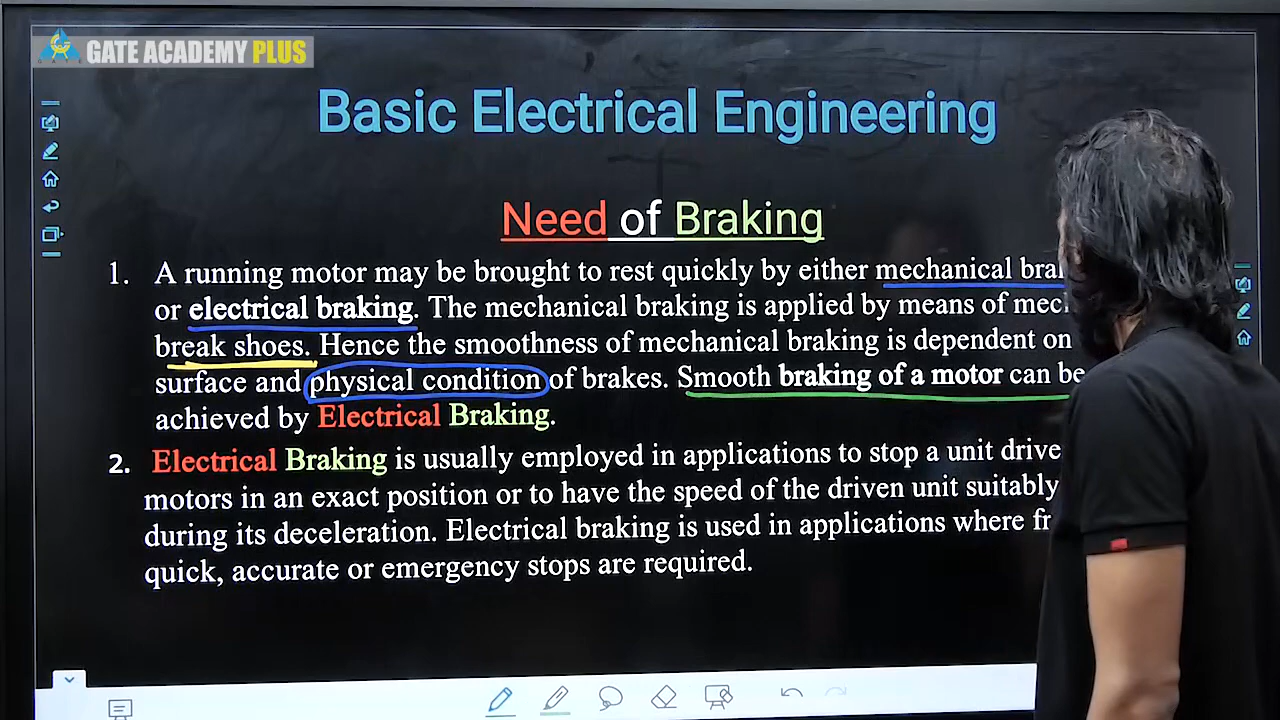 GATE ACADEMY PLUS
Basic Electrical Engineering
Need of Braking
1. A running motor may be brought to rest quickly by either mechanical
or electrical braking. The mechanical braking is applied by means of
break shoes. Hence the smoothness of mechanical braking is dependent on
surface and physical condition of brakes. Smooth braking of a motor can be
achieved by Electrical Braking.
2. Electrical Braking is usually employed in applications to stop a unit drive
motors in an exact position or to have the speed of the driven unit suitably
during its deceleration. Electrical braking is used in applications where
quick, accurate or emergency stops are required.